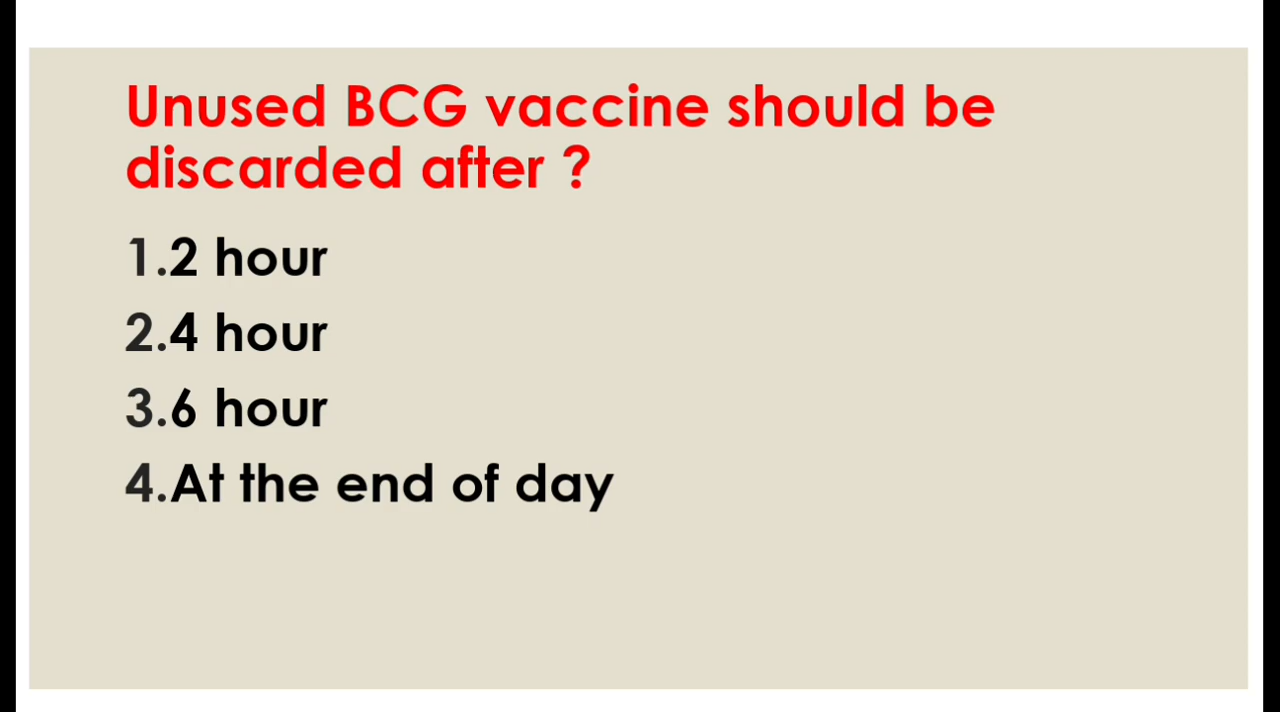 Unused BCG vaccine should be
discarded after ?
1.2 hour
2.4 hour
3.6 hour
4.At the end of day